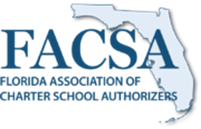 FACSA
FLORIDA ASSOCIATION OF
CHARTER SCHOOL AUTHORIZERS